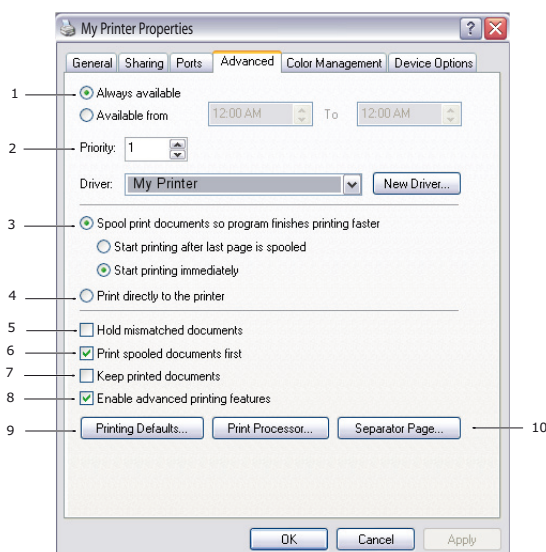 My Printer Properties
General Sharing Ports Advanced Color Management Device Options
1 Always available
Available from 12:00 AM To 12:00 AM
2 Priority: 1
Driver: My Printer New Driver...
3 Spool print documents so program finishes printing faster
Start printing after last page is spooled
Start printing immediately
4 Print directly to the printer
5 Hold mismatched documents
6 Print spooled documents first
7 Keep printed documents
8 Enable advanced printing features
9 Printing Defaults... Print Processor... Separator Page... 10
OK Cancel Apply